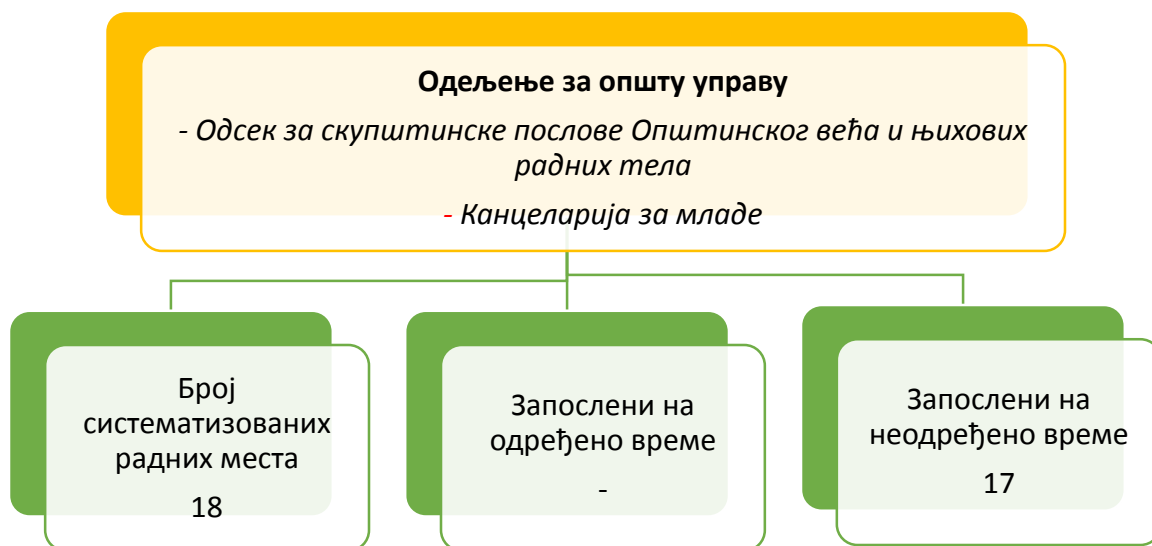 Одељење за општу управу
- Одсек за скупштинске послове Општинског већа и њихових
радних тела
- Канцеларија за младе
Број
систематизованих
радних места
18
Запослени на
одређено време
-
Запослени на
неодређено време
17